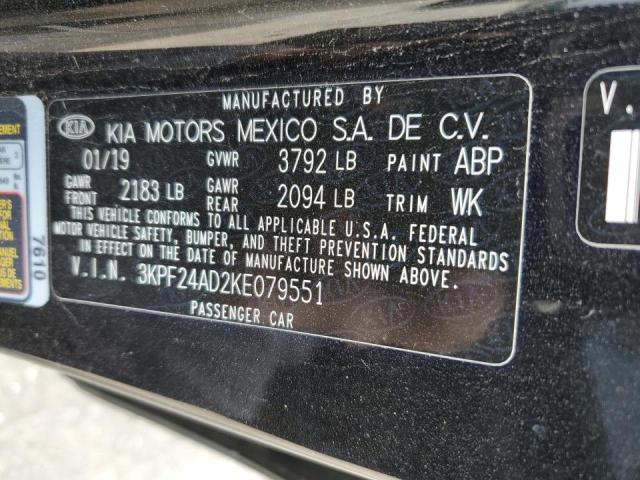 MANUFACTURED BY
KIA KIA MOTORS MEXICO S.A. DE C.V.
01/19 GVWR 3792 LB PAINT ABP
GAWR FRONT 2183 LB GAWR REAR 2094 LB TRIM WK
THIS VEHICLE CONFORMS TO ALL APPLICABLE U.S.A. FEDERAL
MOTOR VEHICLE SAFETY, BUMPER, AND THEFT PREVENTION STANDARDS
IN EFFECT ON THE DATE OF MANUFACTURE SHOWN ABOVE.
V.I.N. 3KPF24AD2KE079551
PASSENGER CAR
7610
V.